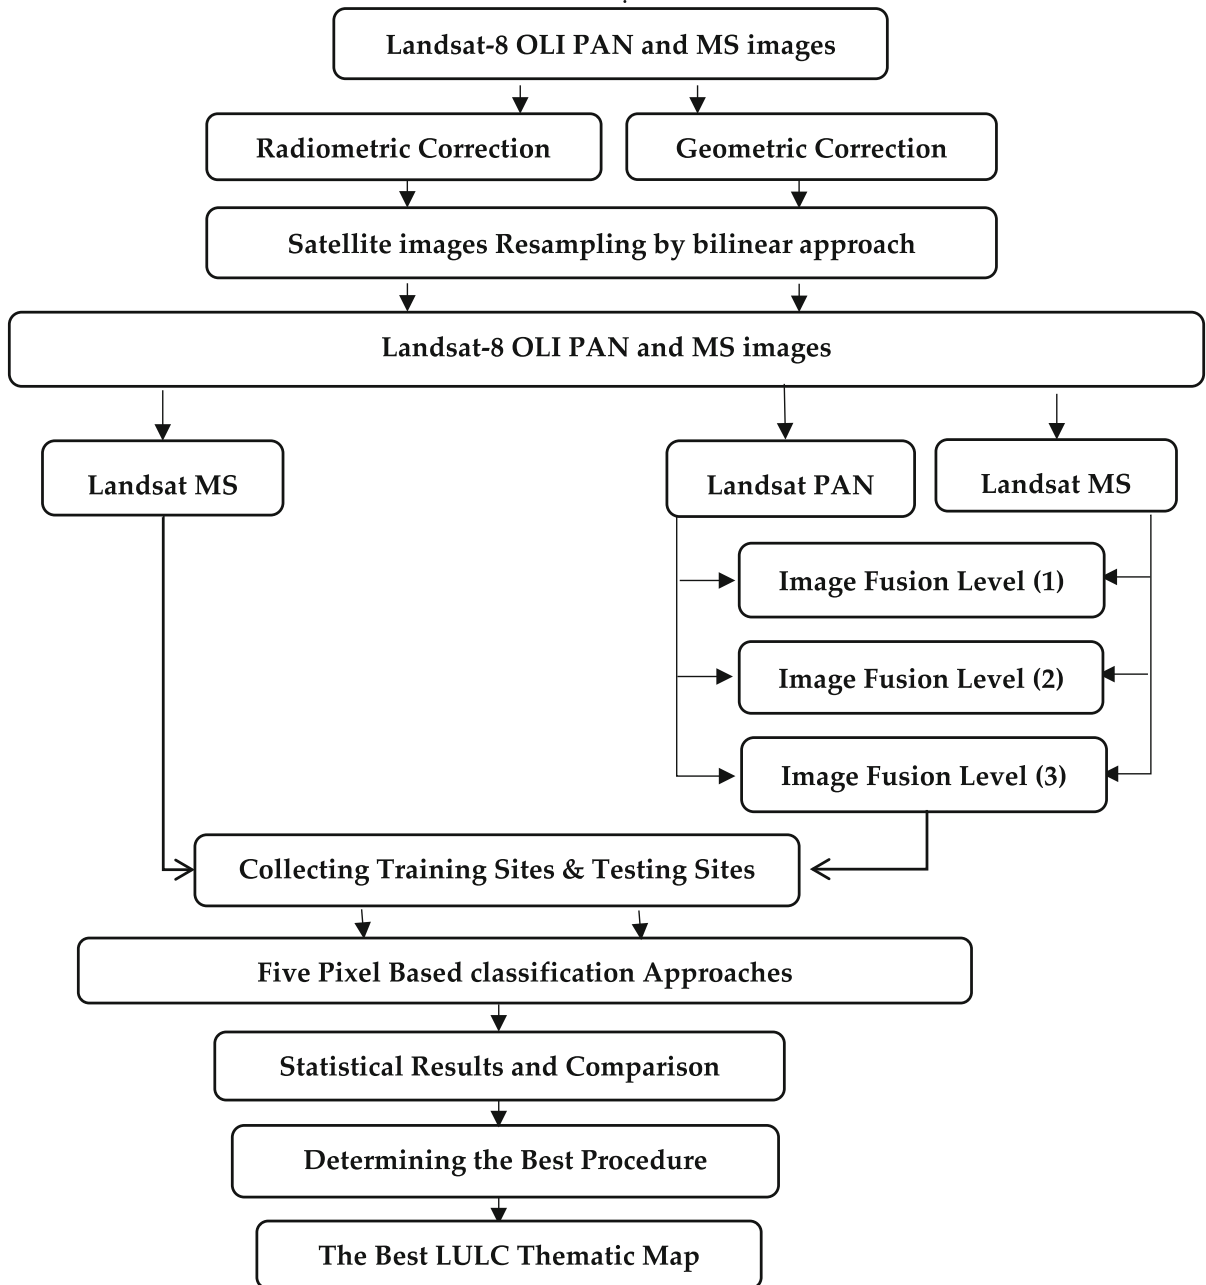 Landsat-8 OLI PAN and MS images
Radiometric Correction
Geometric Correction
Satellite images Resampling by bilinear approach
Landsat-8 OLI PAN and MS images
Landsat MS
Landsat PAN
Landsat MS
Image Fusion Level (1)
Image Fusion Level (2)
Image Fusion Level (3)
Collecting Training Sites & Testing Sites
Five Pixel Based classification Approaches
Statistical Results and Comparison
Determining the Best Procedure
The Best LULC Thematic Map